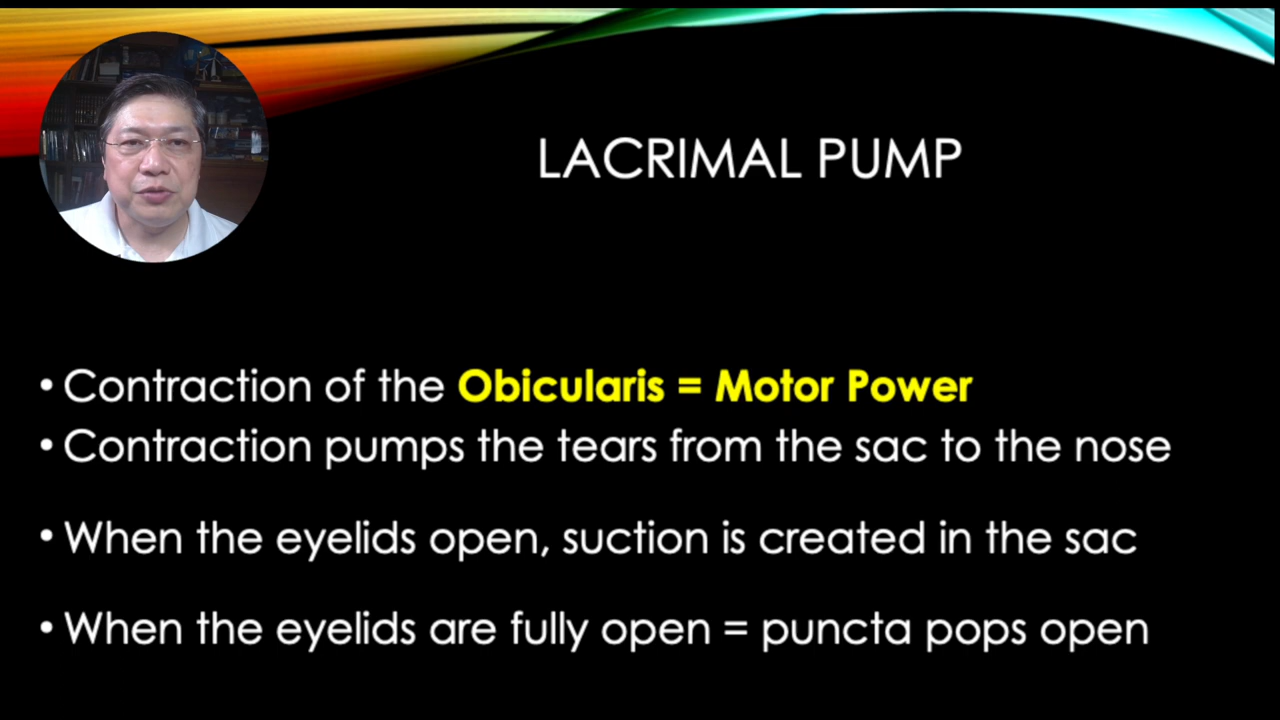 LACRIMAL PUMP
• Contraction of the Obicularis = Motor Power
• Contraction pumps the tears from the sac to the nose
• When the eyelids open, suction is created in the sac
• When the eyelids are fully open = puncta pops open